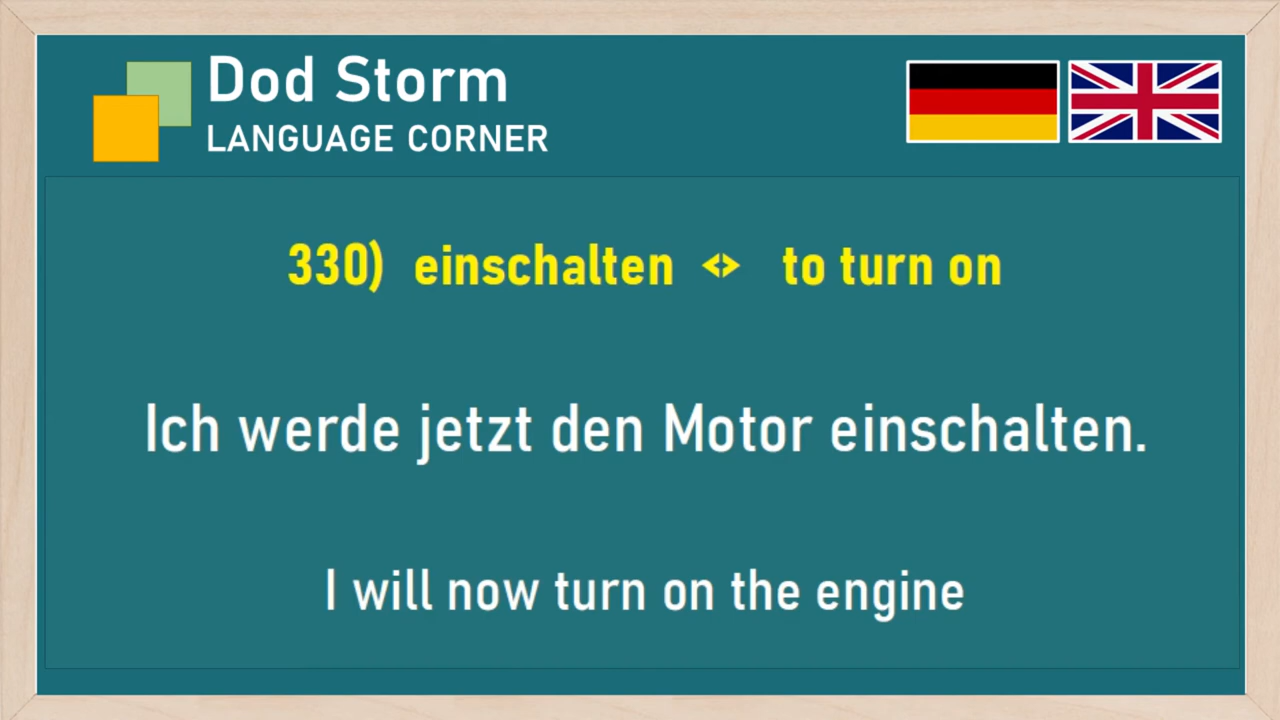 Dod Storm
LANGUAGE CORNER
330) einschalten <> to turn on
Ich werde jetzt den Motor einschalten.
I will now turn on the engine